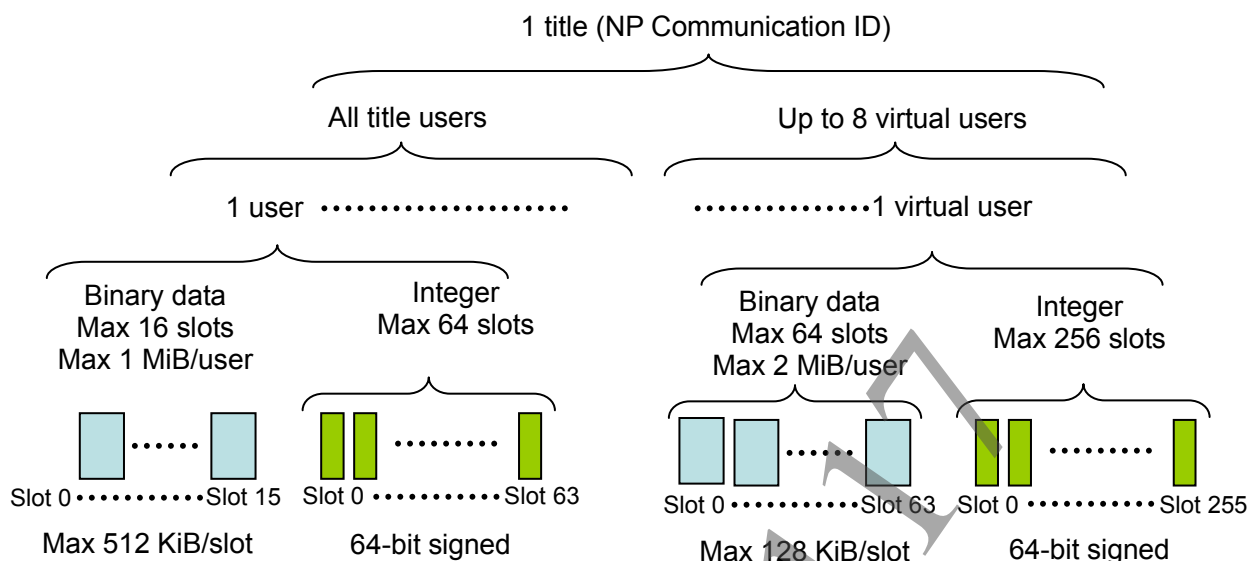 1 title (NP Communication ID)
All title users
Up to 8 virtual users
1 user
1 virtual user
Binary data
Max 16 slots
Max 1 MiB/user
Integer
Max 64 slots
Binary data
Max 64 slots
Max 2 MiB/user
Integer
Max 256 slots
Slot 0 Slot 15
Slot 0 Slot 63
Slot 0 Slot 63
Slot 0 Slot 255
Max 512 KiB/slot
64-bit signed
Max 128 KiB/slot
64-bit signed